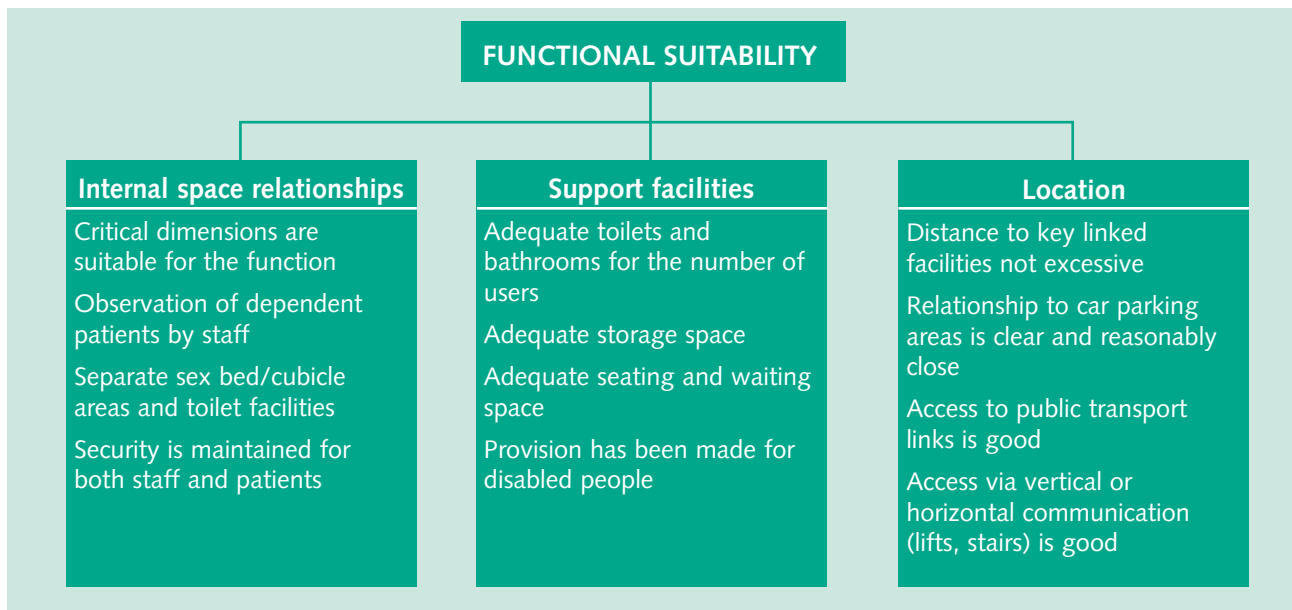 FUNCTIONAL SUITABILITY
Internal space relationships
Critical dimensions are
suitable for the function
Observation of dependent
patients by staff
Separate sex bed/cubicle
areas and toilet facilities
Security is maintained for
both staff and patients
Support facilities
Adequate toilets and
bathrooms for the number of
users
Adequate storage space
Adequate seating and waiting
space
Provision has been made for
disabled people
Location
Distance to key linked
facilities not excessive
Relationship to car parking
areas is clear and reasonably
close
Access to public transport
links is good
Access via vertical or
horizontal communication
(lifts, stairs) is good